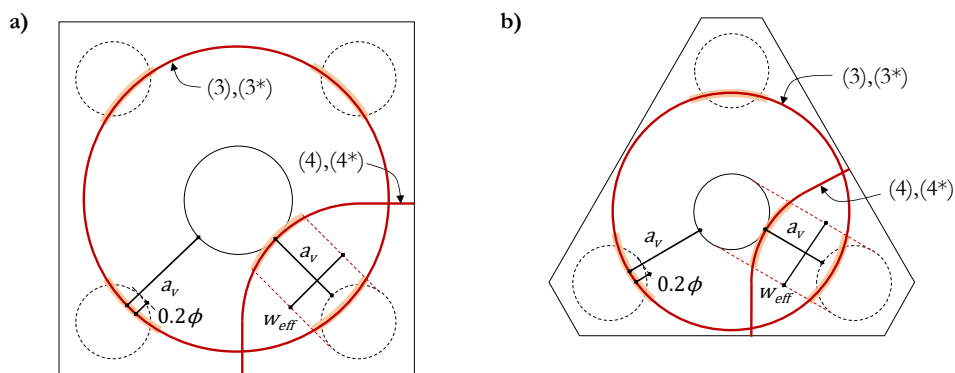 a)
(3),(3*)
(4),(4*)
a_v
a_v
0.2ϕ
w_eff
b)
(3),(3*)
(4),(4*)
a_v
a_v
0.2ϕ
w_eff